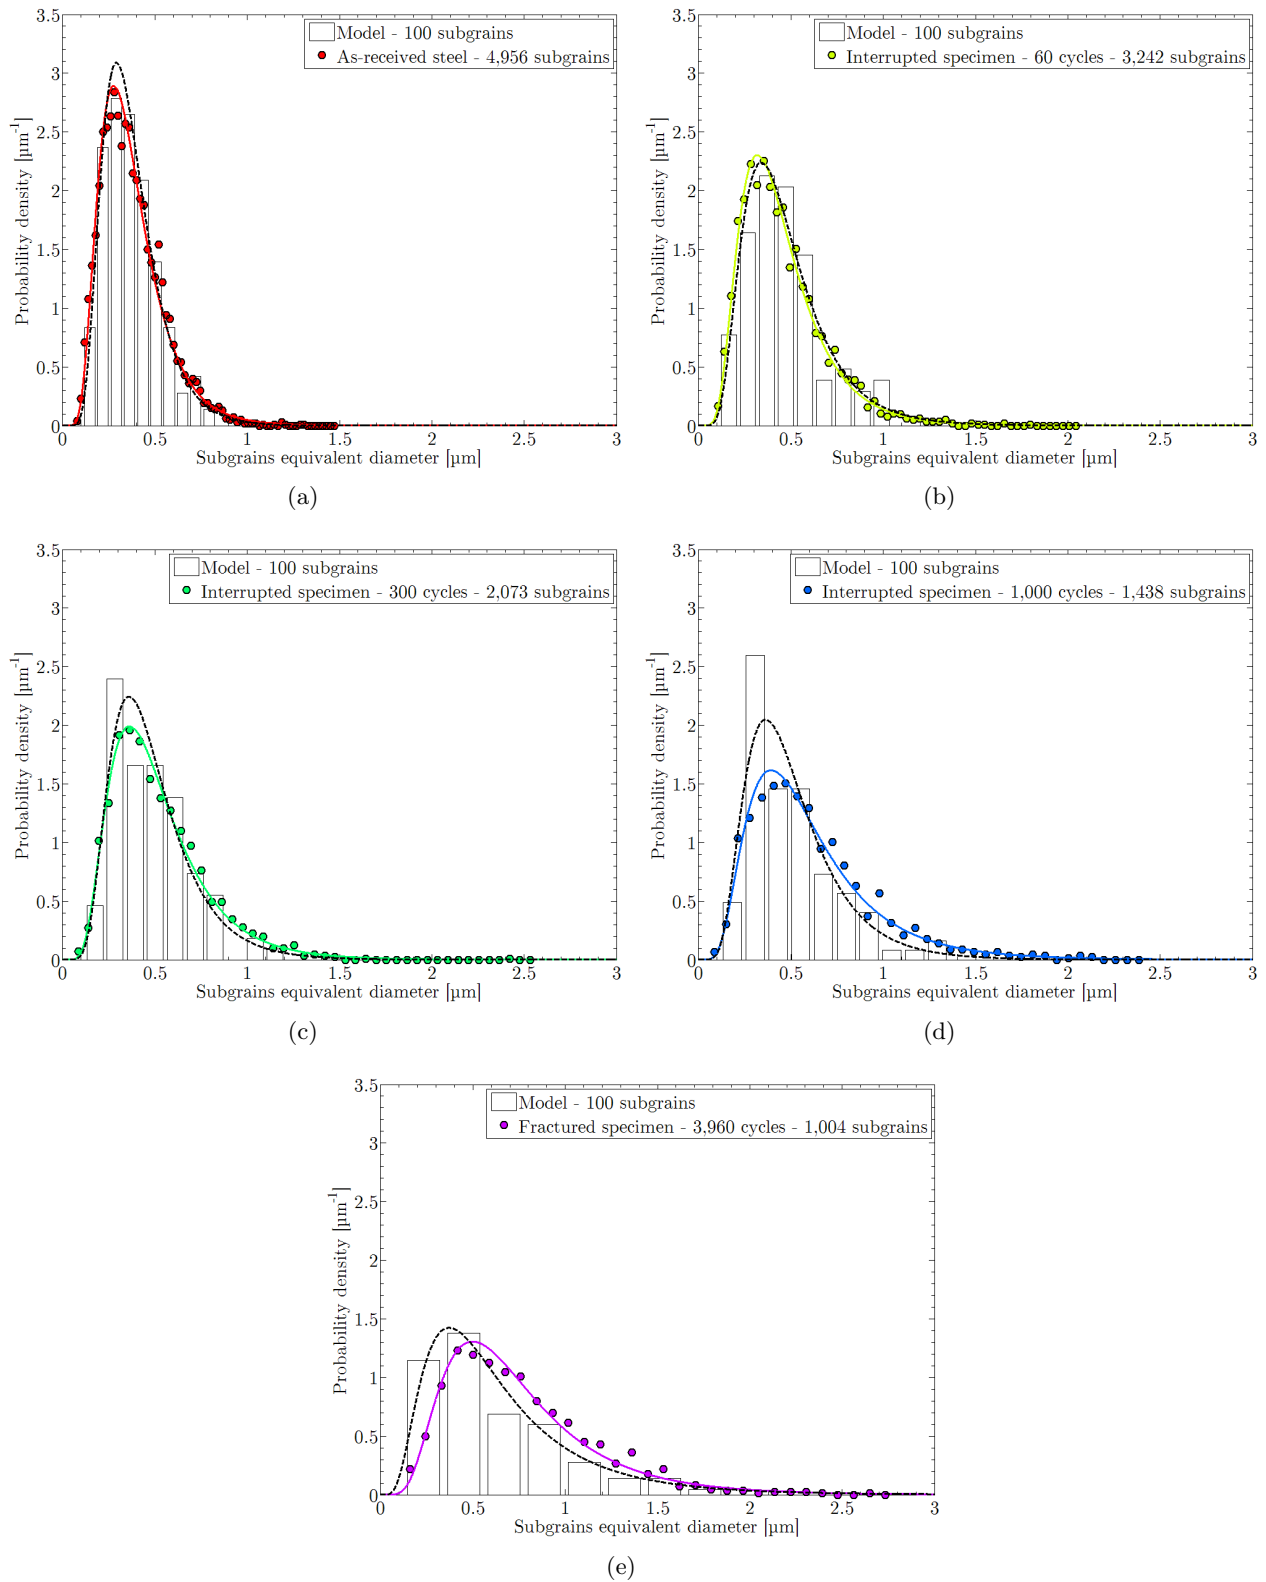 3.5
3
2.5
2
1.5
1
0.5
0
Probability density [µm-1]
Model - 100 subgrains
As-received steel - 4,956 subgrains
0 0.5 1 1.5 2 2.5 3
Subgrains equivalent diameter [µm]
(a)
3.5
3
2.5
2
1.5
1
0.5
0
Probability density [µm-1]
Model - 100 subgrains
Interrupted specimen - 60 cycles - 3,242 subgrains
0 0.5 1 1.5 2 2.5 3
Subgrains equivalent diameter [µm]
(b)
3.5
3
2.5
2
1.5
1
0.5
0
Probability density [µm-1]
Model - 100 subgrains
Interrupted specimen - 300 cycles - 2,073 subgrains
0 0.5 1 1.5 2 2.5 3
Subgrains equivalent diameter [µm]
(c)
3.5
3
2.5
2
1.5
1
0.5
0
Probability density [µm-1]
Model - 100 subgrains
Interrupted specimen - 1,000 cycles - 1,438 subgrains
0 0.5 1 1.5 2 2.5 3
Subgrains equivalent diameter [µm]
(d)
3.5
3
2.5
2
1.5
1
0.5
0
Probability density [µm-1]
Model - 100 subgrains
Fractured specimen - 3,960 cycles - 1,004 subgrains
0 0.5 1 1.5 2 2.5 3
Subgrains equivalent diameter [µm]
(e)